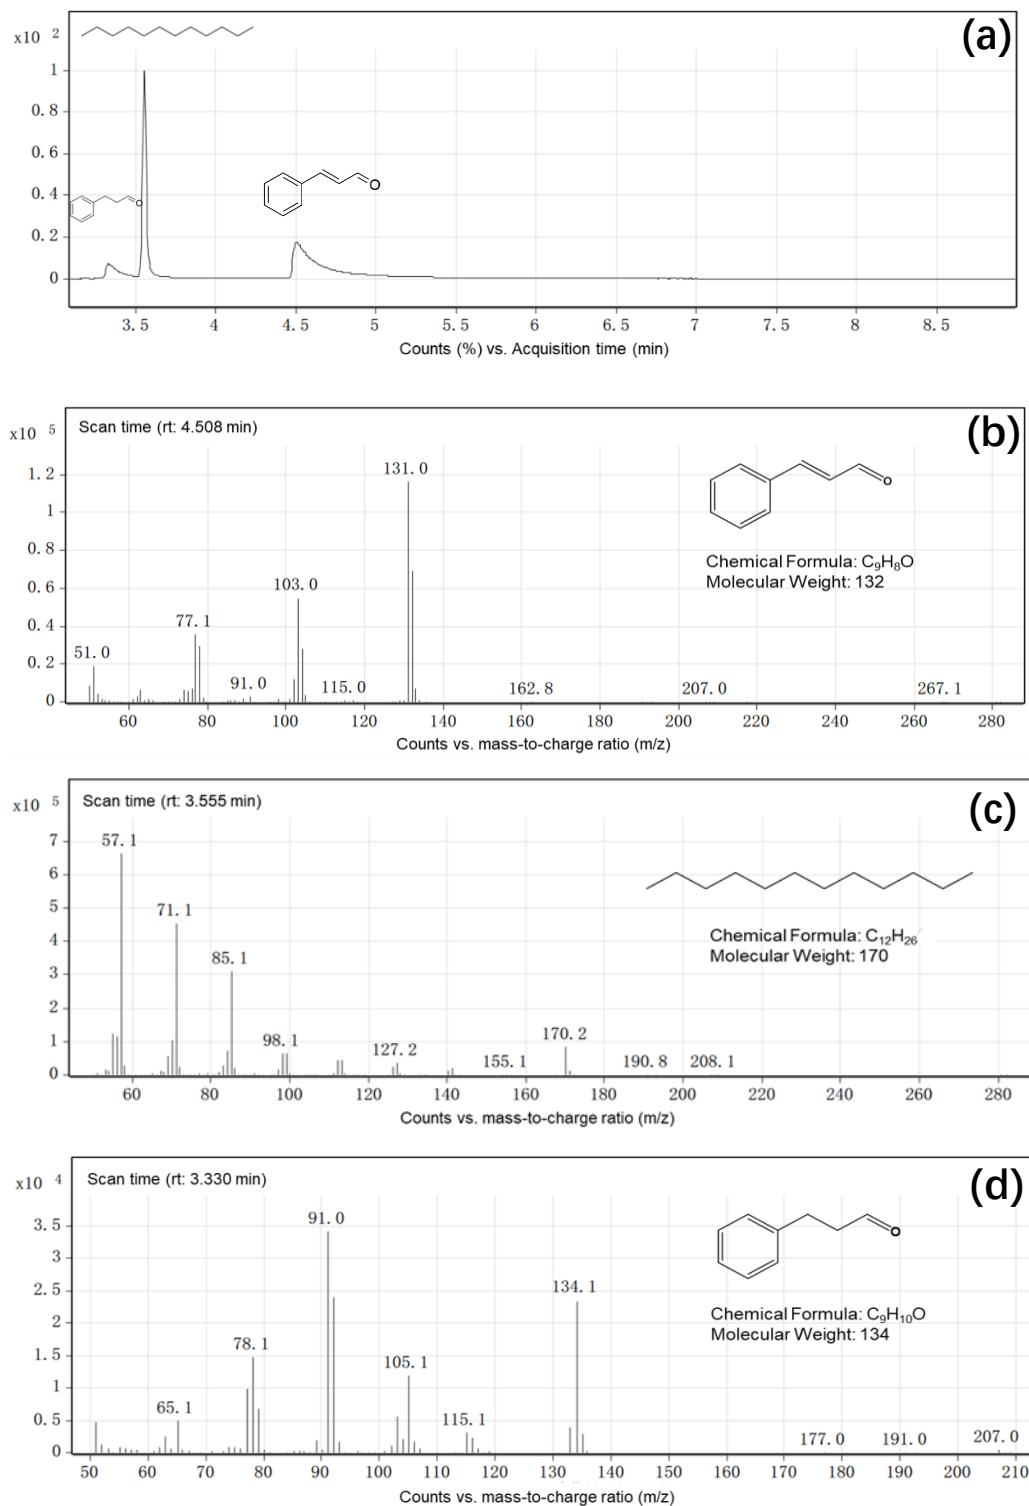 (a)
x10 2
1
0.8
0.6
0.4
0.2
0
O
O
3.5 4 4.5 5 5.5 6 6.5 7 7.5 8 8.5
Counts (%) vs. Acquisition time (min)
(b)
Scan time (rt: 4.508 min)
x10 5
1.2
1
0.8
0.6
0.4
0.2
0
131.0
103.0
77.1
51.0
91.0
115.0
162.8
207.0
267.1
O
Chemical Formula: C₉H₈O
Molecular Weight: 132
60 80 100 120 140 160 180 200 220 240 260 280
Counts vs. mass-to-charge ratio (m/z)
(c)
Scan time (rt: 3.555 min)
x10 5
7
6
5
4
3
2
1
0
57.1
71.1
85.1
98.1
127.2
155.1
170.2
190.8
208.1
Chemical Formula: C₁₂H₂₆
Molecular Weight: 170
60 80 100 120 140 160 180 200 220 240 260 280
Counts vs. mass-to-charge ratio (m/z)
(d)
Scan time (rt: 3.330 min)
x10 4
3.5
3
2.5
2
1.5
1
0.5
0
91.0
134.1
78.1
105.1
65.1
115.1
177.0
191.0
207.0
O
Chemical Formula: C₉H₁₀O
Molecular Weight: 134
50 60 70 80 90 100 110 120 130 140 150 160 170 180 190 200 210
Counts vs. mass-to-charge ratio (m/z)